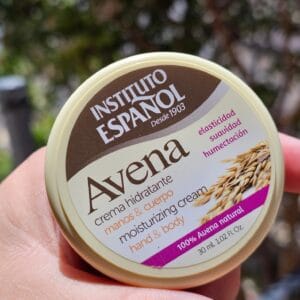 INSTITUTO
ESPAÑOL
Desde 1903
elasticidad
suavidad
humectación
Avena
crema hidratante
manos & cuerpo
moisturizing cream
hand & body
100% Avena natural
30 ml. 1.02 fl. Oz.